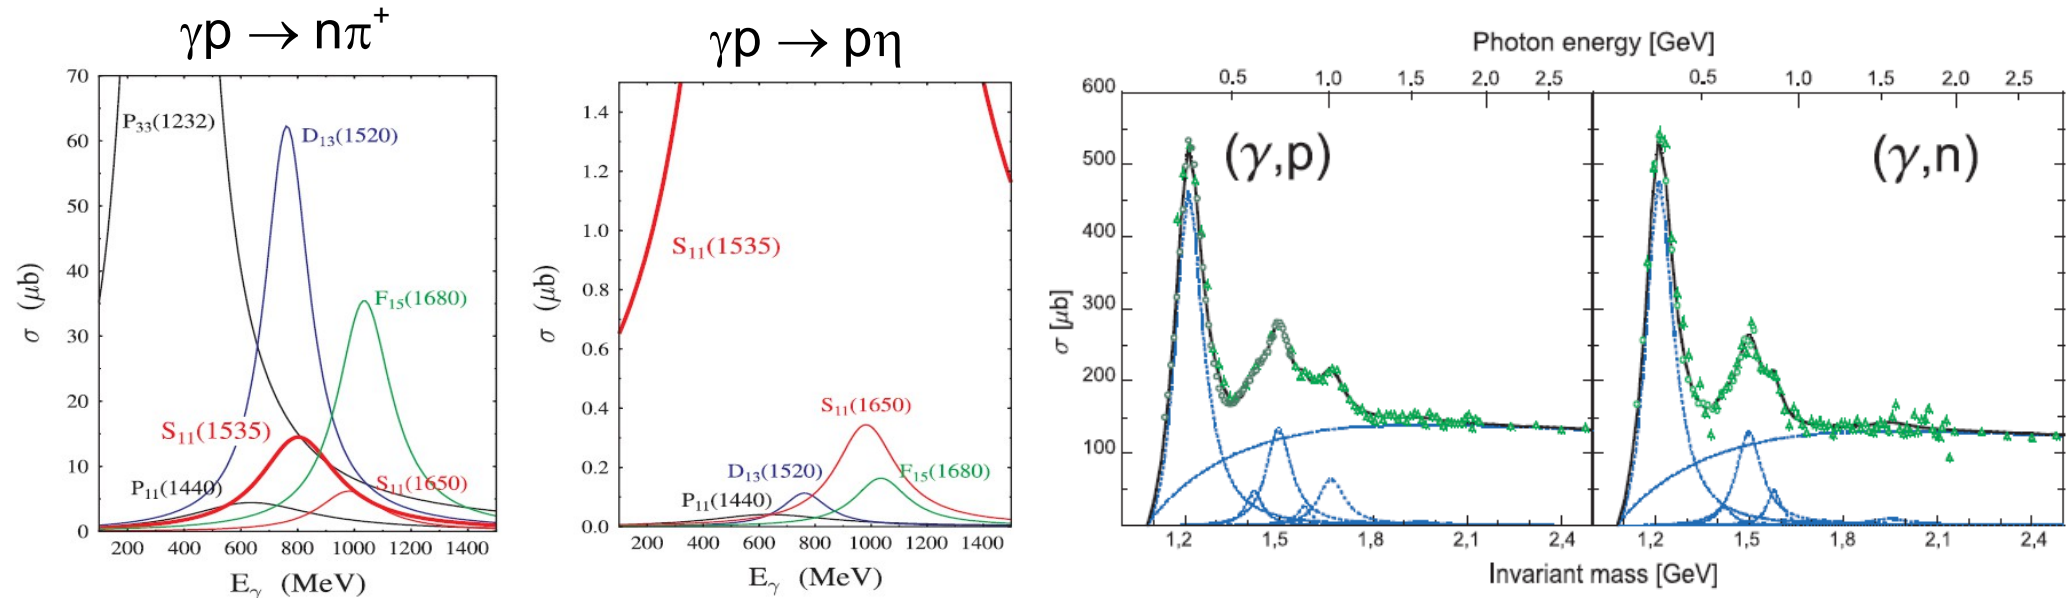 γp → nπ⁺
70
60
50
40
30
20
10
0
σ (μb)
P₃₃(1232)
D₁₃(1520)
F₁₅(1680)
S₁₁(1535)
P₁₁(1440)
S₁₁(1650)
200 400 600 800 1000 1200 1400
Eᵧ (MeV)
γp → pη
1.4
1.2
1.0
0.8
0.6
0.4
0.2
0.0
σ (μb)
S₁₁(1535)
S₁₁(1650)
D₁₃(1520)
F₁₅(1680)
P₁₁(1440)
200 400 600 800 1000 1200 1400
Eᵧ (MeV)
Photon energy [GeV]
0.5 1.0 1.5 2.0 2.5 0.5 1.0 1.5 2.0 2.5
600
500
400
300
200
100
σ [μb]
(γ,p)
(γ,n)
1,2 1,5 1,8 2,1 2,4 1,2 1,5 1,8 2,1 2,4
Invariant mass [GeV]